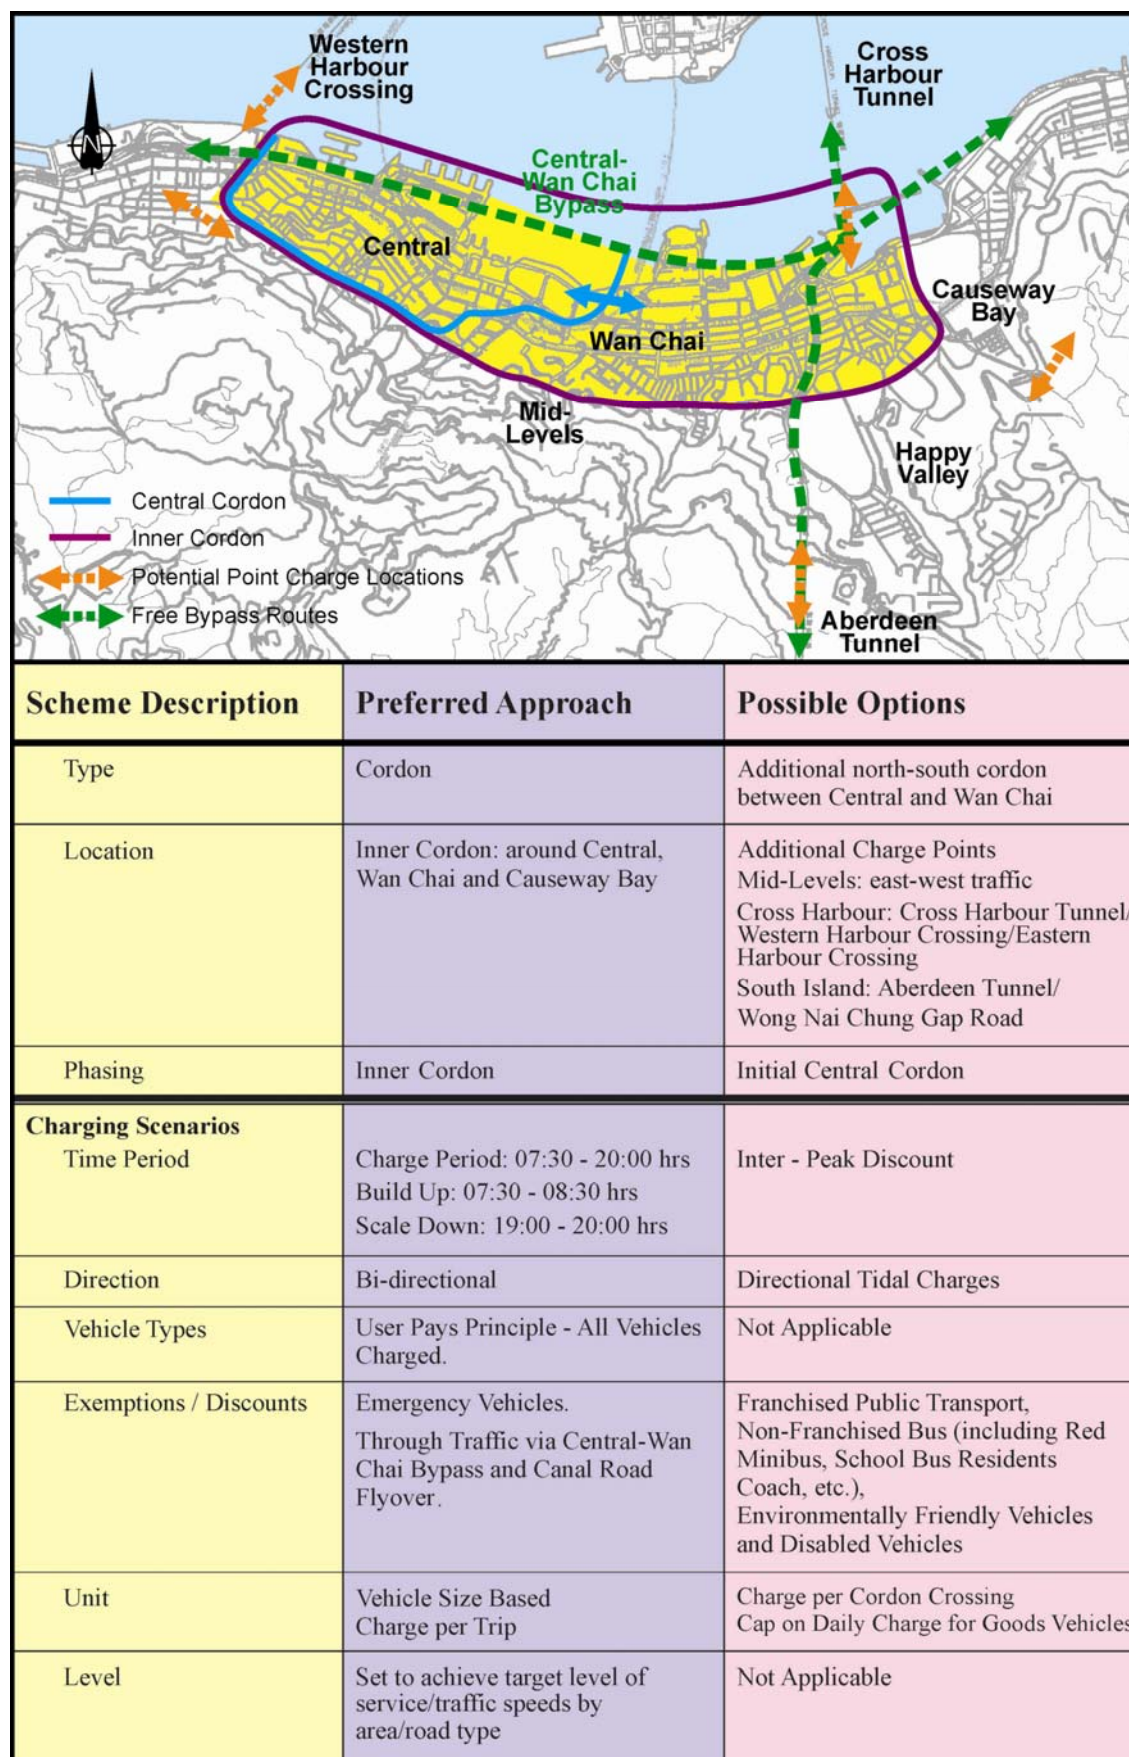 Western
Harbour
Crossing
Cross
Harbour
Tunnel
N
Central-
Wan Chai
Bypass
Central
Wan Chai
Causeway
Bay
Mid-
Levels
Happy
Valley
Aberdeen
Tunnel
Central Cordon
Inner Cordon
Potential Point Charge Locations
Free Bypass Routes
Scheme Description
Preferred Approach
Possible Options
Type
Cordon
Additional north-south cordon
between Central and Wan Chai
Location
Inner Cordon: around Central,
Wan Chai and Causeway Bay
Additional Charge Points
Mid-Levels: east-west traffic
Cross Harbour: Cross Harbour Tunnel/
Western Harbour Crossing/Eastern
Harbour Crossing
South Island: Aberdeen Tunnel/
Wong Nai Chung Gap Road
Phasing
Inner Cordon
Initial Central Cordon
Charging Scenarios
Time Period
Charge Period: 07:30 - 20:00 hrs
Build Up: 07:30 - 08:30 hrs
Scale Down: 19:00 - 20:00 hrs
Inter - Peak Discount
Direction
Bi-directional
Directional Tidal Charges
Vehicle Types
User Pays Principle - All Vehicles
Charged.
Not Applicable
Exemptions / Discounts
Emergency Vehicles.
Through Traffic via Central-Wan
Chai Bypass and Canal Road
Flyover.
Franchised Public Transport,
Non-Franchised Bus (including Red
Minibus, School Bus Residents
Coach, etc.),
Environmentally Friendly Vehicles
and Disabled Vehicles
Unit
Vehicle Size Based
Charge per Trip
Charge per Cordon Crossing
Cap on Daily Charge for Goods Vehicles
Level
Set to achieve target level of
service/traffic speeds by
area/road type
Not Applicable